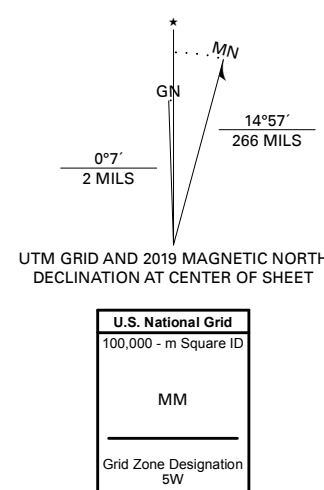 ★
MN
GN
14°57´
266 MILS
0°7´
2 MILS
UTM GRID AND 2019 MAGNETIC NORTH
DECLINATION AT CENTER OF SHEET
U.S. National Grid
100,000 - m Square ID
MM
Grid Zone Designation
5W